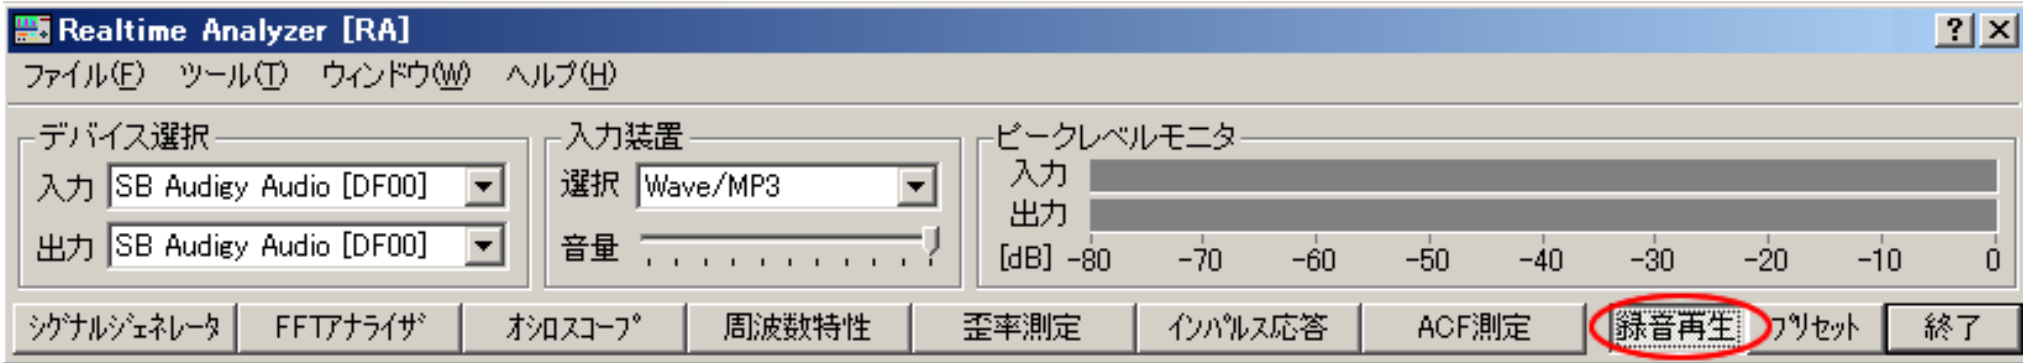 Realtime Analyzer [RA]
ファイル(F) ツール(T) ウィンドウ(W) ヘルプ(H)
デバイス選択 入力装置 ピークレベルモニタ
入力 SB Audigy Audio [DF00] 選択 Wave/MP3 入力
出力 SB Audigy Audio [DF00] 音量 出力
[dB] -80 -70 -60 -50 -40 -30 -20 -10 0
シグナルジェネレータ FFTアナライザ オシロスコープ 周波数特性 歪率測定 インパルス応答 ACF測定 録音再生 プリセット 終了